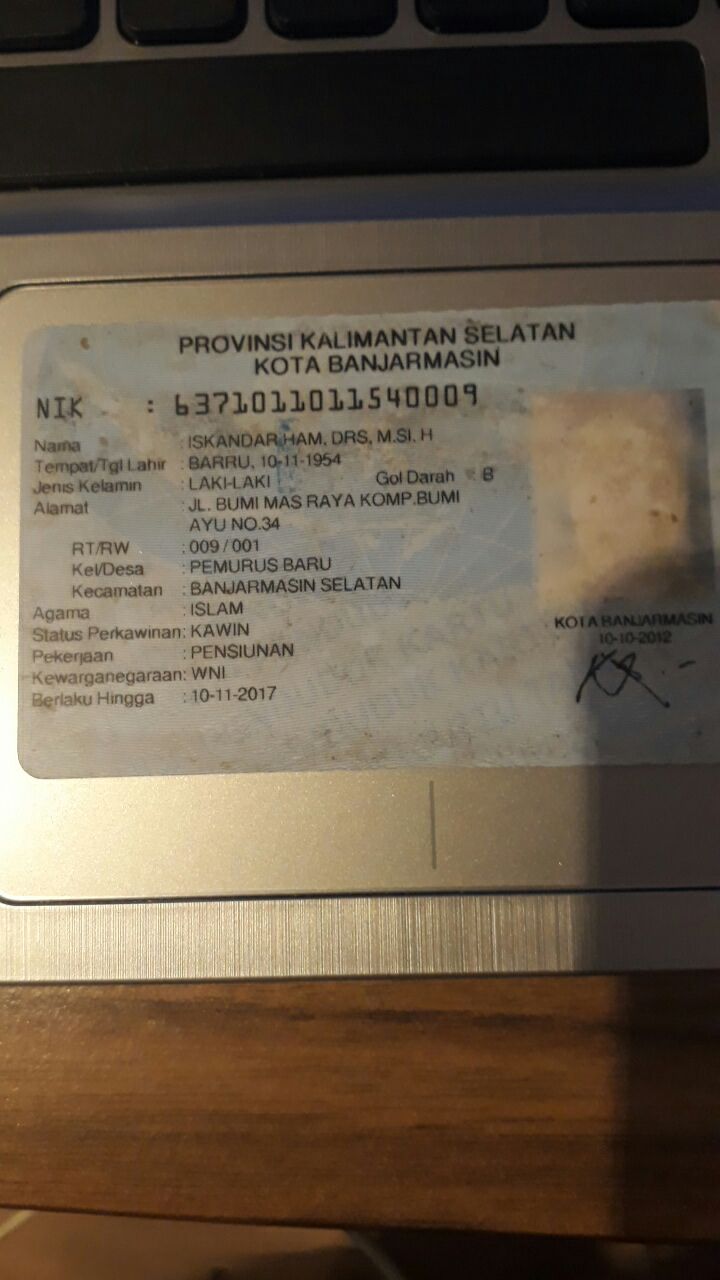 PROVINSI KALIMANTAN SELATAN
KOTA BANJARMASIN
NIK : 6371011011540009
Nama : ISKANDAR HAM, DRS, M.SI. H
Tempat/Tgl Lahir : BARRU, 10-11-1954
Jenis Kelamin : LAKI-LAKI Gol Darah : B
Alamat : JL. BUMI MAS RAYA KOMP.BUMI
AYU NO.34
RT/RW : 009 / 001
Kel/Desa : PEMURUS BARU
Kecamatan : BANJARMASIN SELATAN
Agama : ISLAM
Status Perkawinan: KAWIN
Pekerjaan : PENSIUNAN
Kewarganegaraan: WNI
Berlaku Hingga : 10-11-2017
KOTA BANJARMASIN
10-10-2012